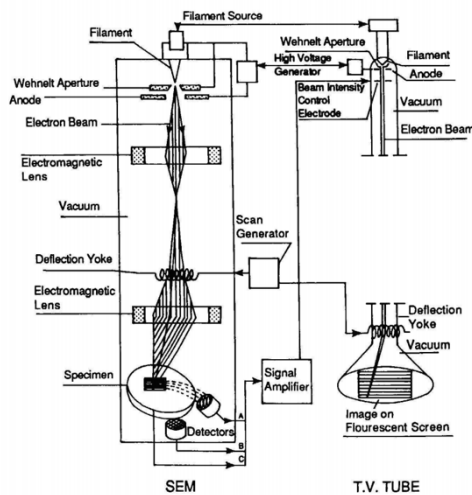 Filament Source
Filament
Wehnelt Aperture
Anode
Electron Beam
Electromagnetic
Lens
Vacuum
Deflection Yoke
Electromagnetic
Lens
Specimen
Detectors
A
B
C
SEM
High Voltage
Generator
Beam Intensity
Control
Electrode
Scan
Generator
Signal
Amplifier
Wehnelt Aperture
Filament
Anode
Vacuum
Electron Beam
Deflection
Yoke
Vacuum
Image on
Flourescent Screen
T.V. TUBE